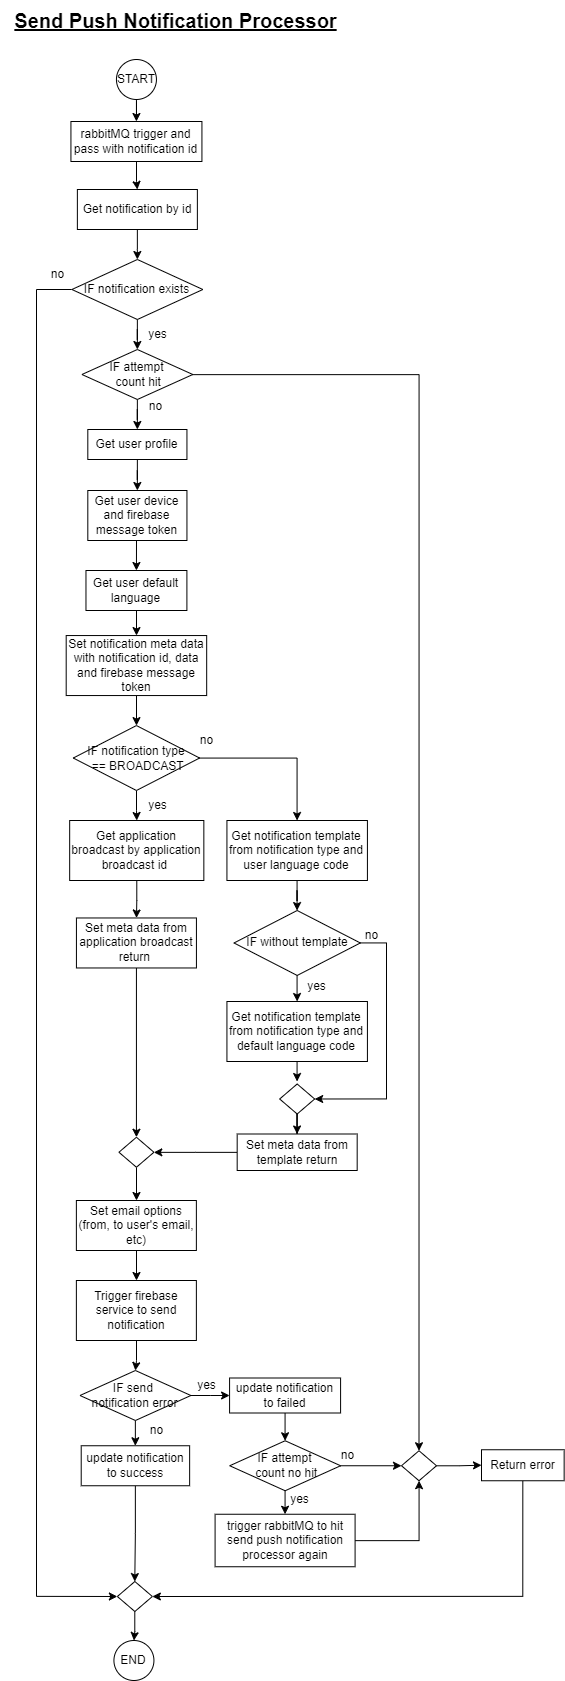 Send Push Notification Processor
START
rabbitMQ trigger and
pass with notification id
Get notification by id
no
IF notification exists
yes
IF attempt
count hit
no
Get user profile
Get user device
and firebase
message token
Get user default
language
Set notification meta data
with notification id, data
and firebase message
token
IF notification type
== BROADCAST
no
yes
Get application
broadcast by application
broadcast id
Get notification template
from notification type and
user language code
Set meta data from
application broadcast
return
IF without template
no
yes
Get notification template
from notification type and
default language code
Set meta data from
template return
Set email options
(from, to user's email,
etc)
Trigger firebase
service to send
notification
IF send
notification error
yes
update notification
to failed
no
update notification
to success
IF attempt
count no hit
no
Return error
yes
trigger rabbitMQ to hit
send push notification
processor again
END